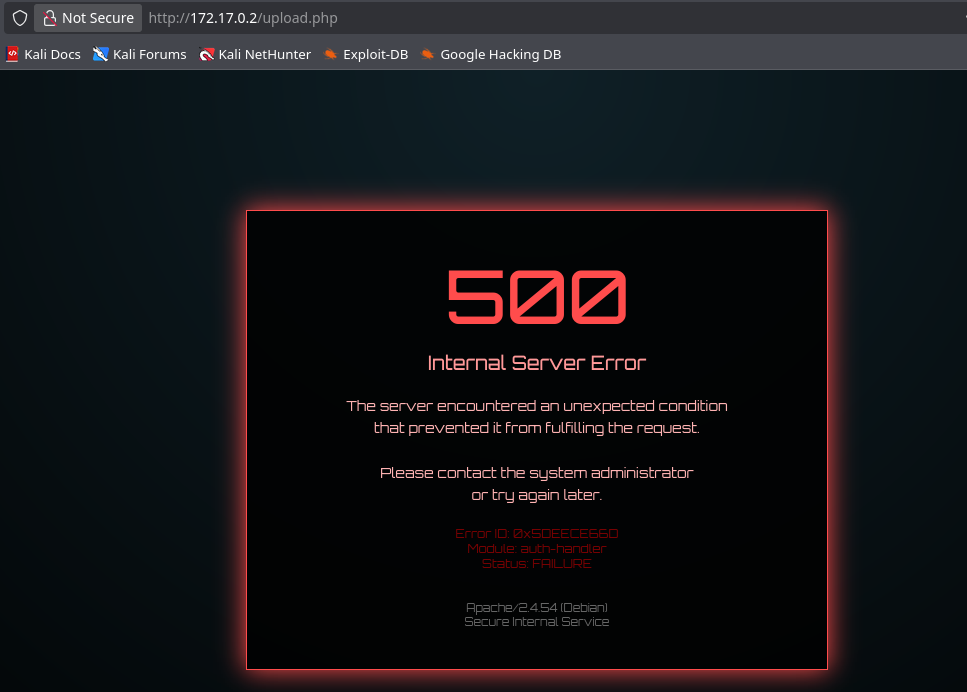 Not Secure http://172.17.0.2/upload.php
Kali Docs Kali Forums Kali NetHunter Exploit-DB Google Hacking DB
500
Internal Server Error
The server encountered an unexpected condition
that prevented it from fulfilling the request.
Please contact the system administrator
or try again later.
Error ID: 0x5DEECE66D
Module: auth-handler
Status: FAILURE
Apache/2.4.54 (Debian)
Secure Internal Service